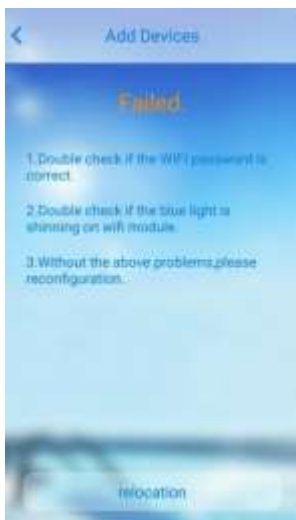 Add Devices
Failed
1.Double check if the WIFI password is
correct.
2.Double check if the blue light is
shinning on wifi module.
3.Without the above problems,please
reconfiguration.
relocation